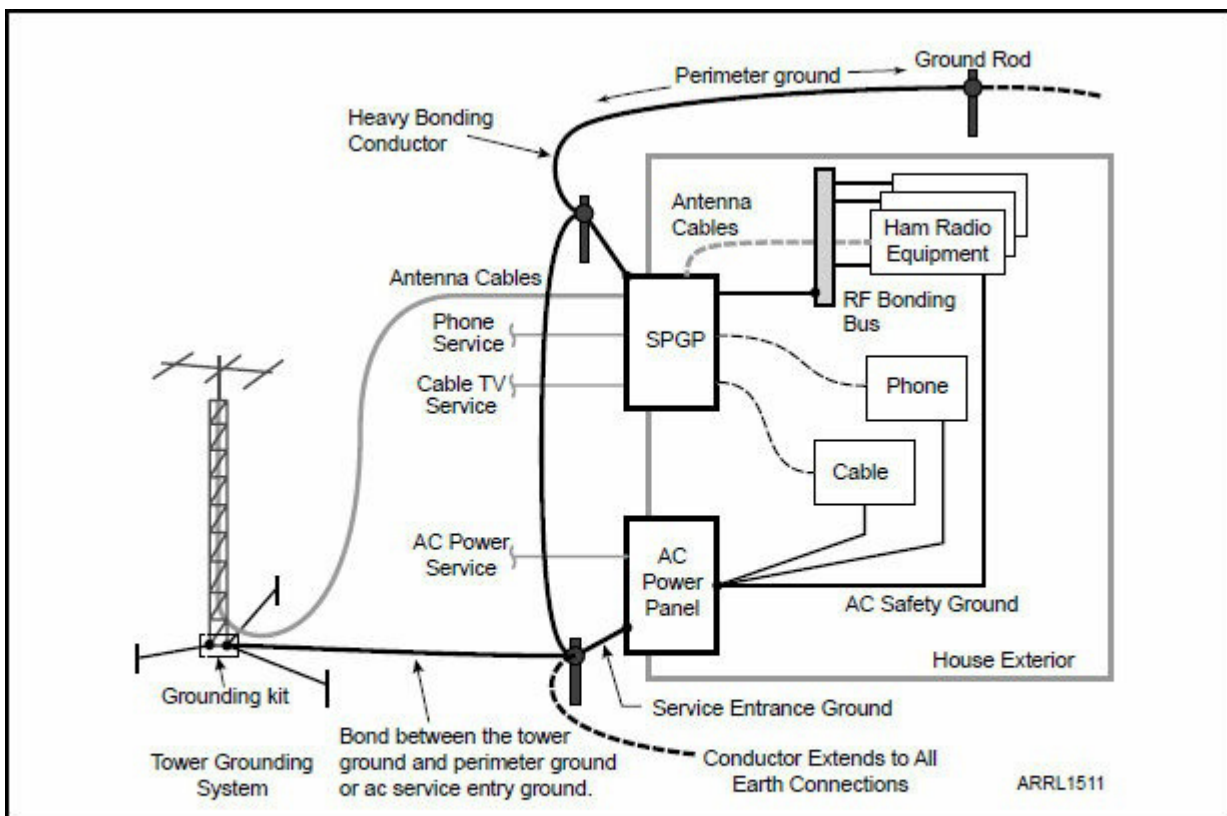 Ground Rod
Perimeter ground
Heavy Bonding
Conductor
Antenna
Cables
Ham Radio
Equipment
Antenna Cables
RF Bonding
Bus
Phone
Service
SPGP
Cable TV
Service
Phone
Cable
AC Power
Service
AC
Power
Panel
AC Safety Ground
House Exterior
Grounding kit
Service Entrance Ground
Tower Grounding
System
Bond between the tower
ground and perimeter ground
or ac service entry ground.
Conductor Extends to All
Earth Connections
ARRL1511